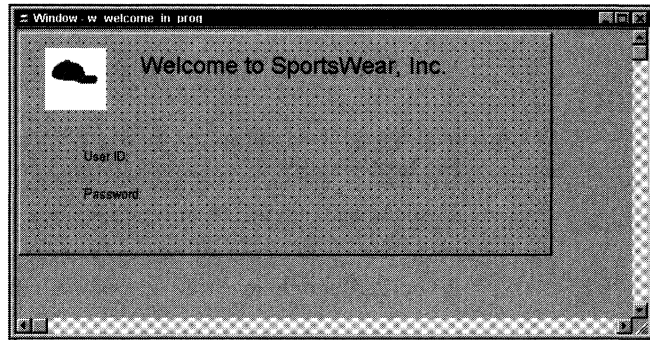 Window - w_welcome_in_prog
Welcome to SportsWear, Inc.
User ID:
Password: